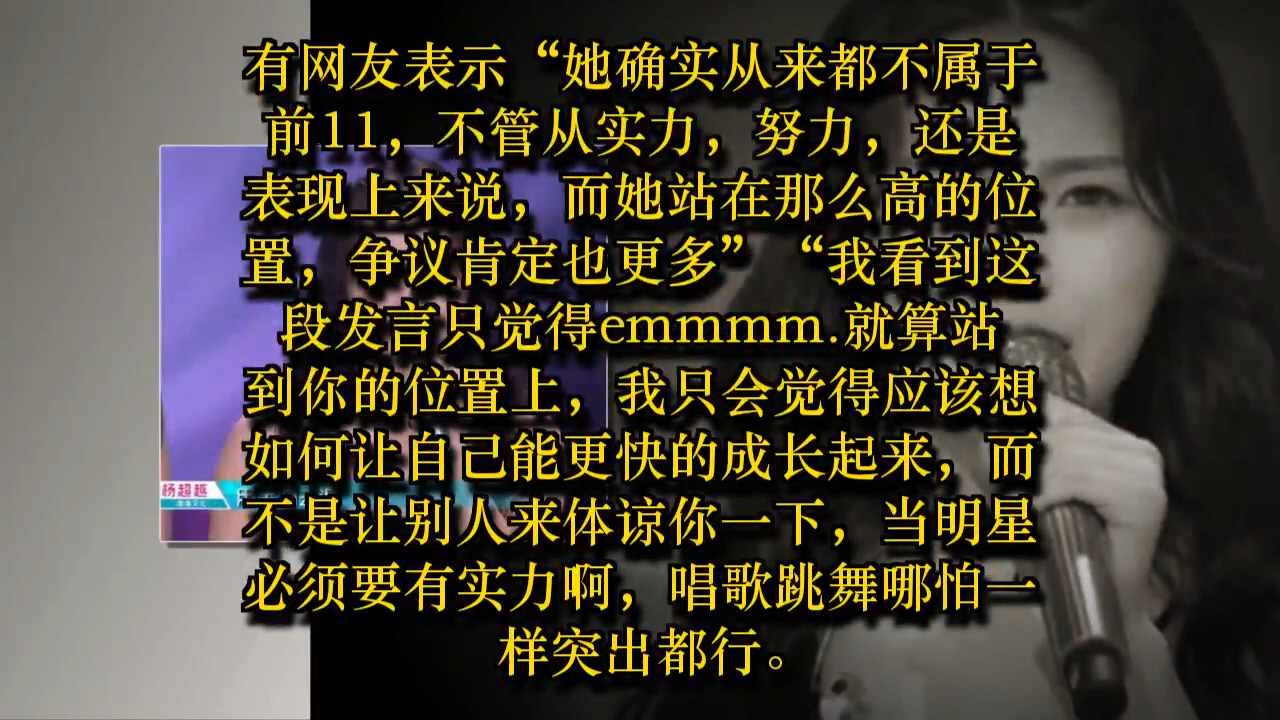 有网友表示“她确实从来都不属于
前11，不管从实力，努力，还是
表现上来说，而她站在那么高的位
置，争议肯定也更多”“我看到这
段发言只觉得emmmm.就算站
到你的位置上，我只会觉得应该想
如何让自己能更快的成长起来，而
不是让别人来体谅你一下，当明星
必须要有实力啊，唱歌跳舞哪怕一
样突出都行。
杨超越